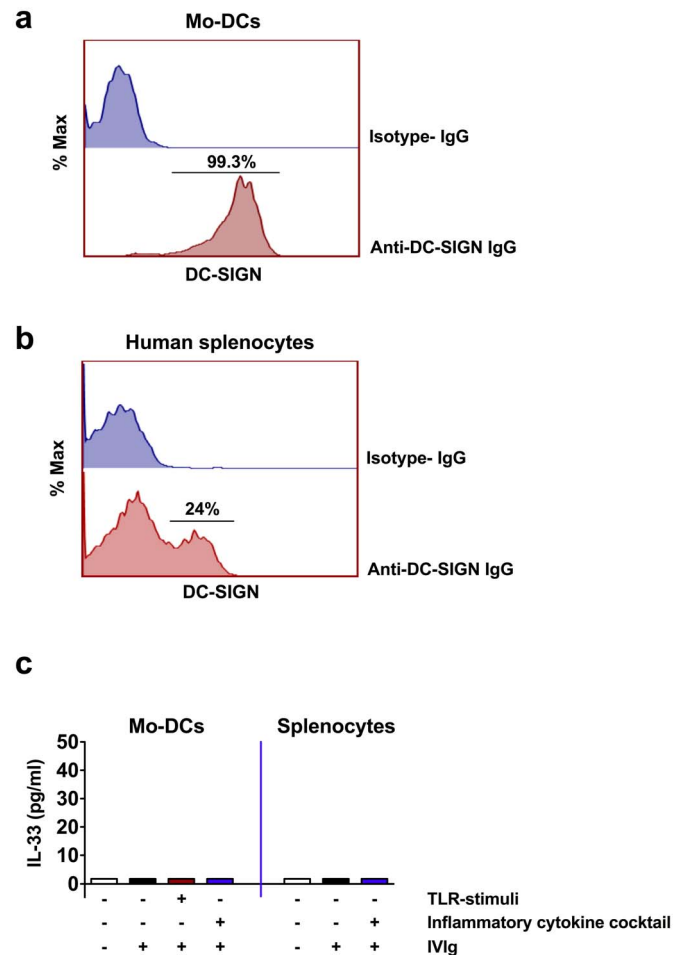 a
Mo-DCs
% Max
Isotype- IgG
99.3%
Anti-DC-SIGN IgG
DC-SIGN
b
Human splenocytes
% Max
Isotype- IgG
24%
Anti-DC-SIGN IgG
DC-SIGN
c
Mo-DCs Splenocytes
IL-33 (pg/ml)
50
40
30
20
10
0
- - + - - - - TLR-stimuli
- - - + - - + Inflammatory cytokine cocktail
- + + + - + + IVIg